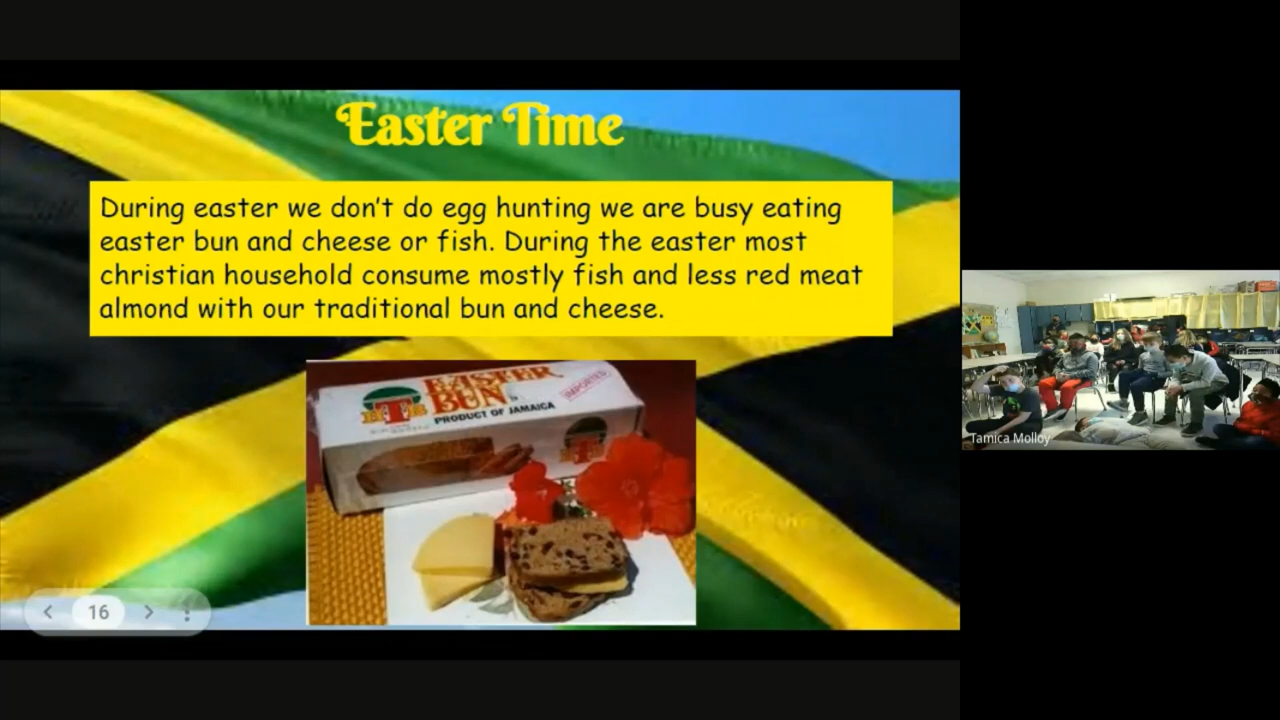 Easter Time
During easter we don't do egg hunting we are busy eating
easter bun and cheese or fish. During the easter most
christian household consume mostly fish and less red meat
almond with our traditional bun and cheese.
EASTER
BUN
IMPORTED
HTB
PRODUCT OF JAMAICA
16
Tamica Molloy